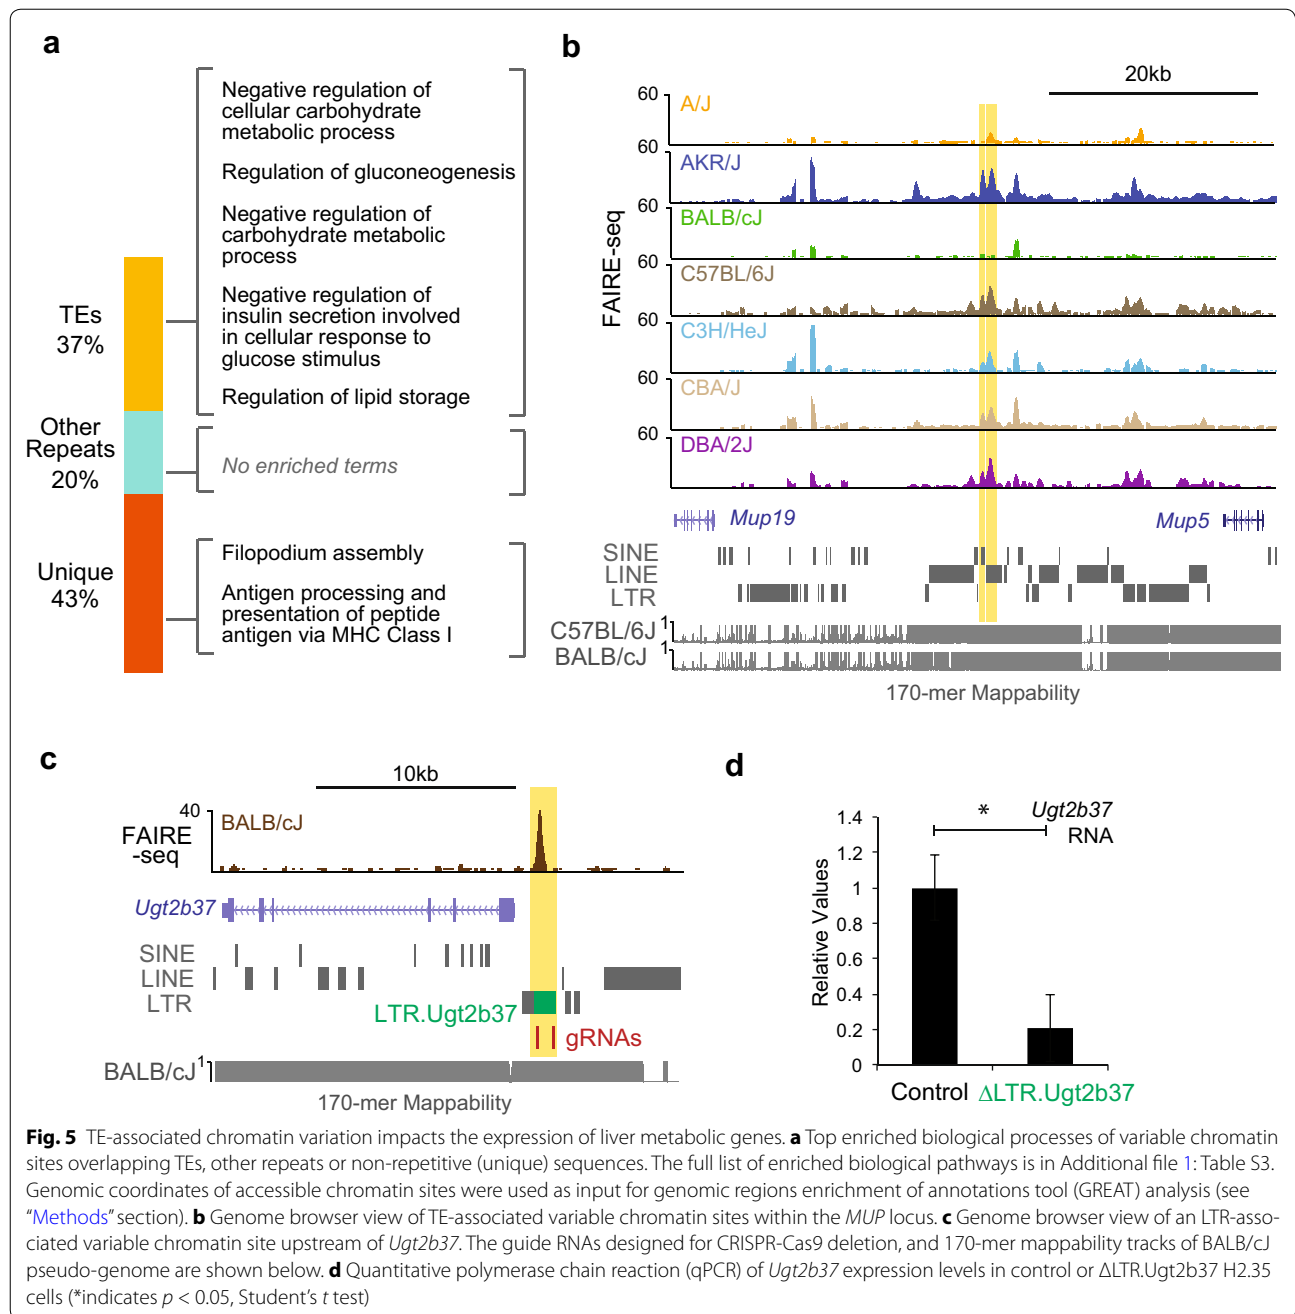 a
Negative regulation of
cellular carbohydrate
metabolic process
Regulation of gluconeogenesis
Negative regulation of
carbohydrate metabolic
process
Negative regulation of
insulin secretion involved
in cellular response to
glucose stimulus
Regulation of lipid storage
TEs
37%
Other
Repeats
20%
No enriched terms
Unique
43%
Filopodium assembly
Antigen processing and
presentation of peptide
antigen via MHC Class I
b
20kb
FAIRE-seq
60
A/J
60
AKR/J
60
BALB/cJ
60
C57BL/6J
60
C3H/HeJ
60
CBA/J
60
DBA/2J
Mup19
Mup5
SINE
LINE
LTR
C57BL/6J 1
BALB/cJ 1
170-mer Mappability
c
10kb
40
FAIRE
-seq
BALB/cJ
Ugt2b37
SINE
LINE
LTR
LTR.Ugt2b37
gRNAs
BALB/cJ 1
170-mer Mappability
d
*
Ugt2b37
RNA
Relative Values
1.4
1.2
1
0.8
0.6
0.4
0.2
0
Control
ΔLTR.Ugt2b37
Fig. 5 TE-associated chromatin variation impacts the expression of liver metabolic genes. a Top enriched biological processes of variable chromatin
sites overlapping TEs, other repeats or non-repetitive (unique) sequences. The full list of enriched biological pathways is in Additional file 1: Table S3.
Genomic coordinates of accessible chromatin sites were used as input for genomic regions enrichment of annotations tool (GREAT) analysis (see
"Methods" section). b Genome browser view of TE-associated variable chromatin sites within the MUP locus. c Genome browser view of an LTR-asso-
ciated variable chromatin site upstream of Ugt2b37. The guide RNAs designed for CRISPR-Cas9 deletion, and 170-mer mappability tracks of BALB/cJ
pseudo-genome are shown below. d Quantitative polymerase chain reaction (qPCR) of Ugt2b37 expression levels in control or ΔLTR.Ugt2b37 H2.35
cells (*indicates p < 0.05, Student's t test)